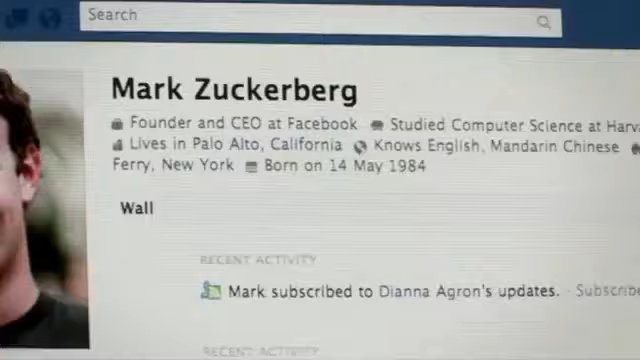 Search
Mark Zuckerberg
Founder and CEO at Facebook Studied Computer Science at
Lives in Palo Alto, California Knows English, Mandarin Chinese
Ferry, New York Born on 14 May 1984
Wall
RECENT ACTIVITY
Mark subscribed to Dianna Agron's updates. ·
RECENT ACTIVITY